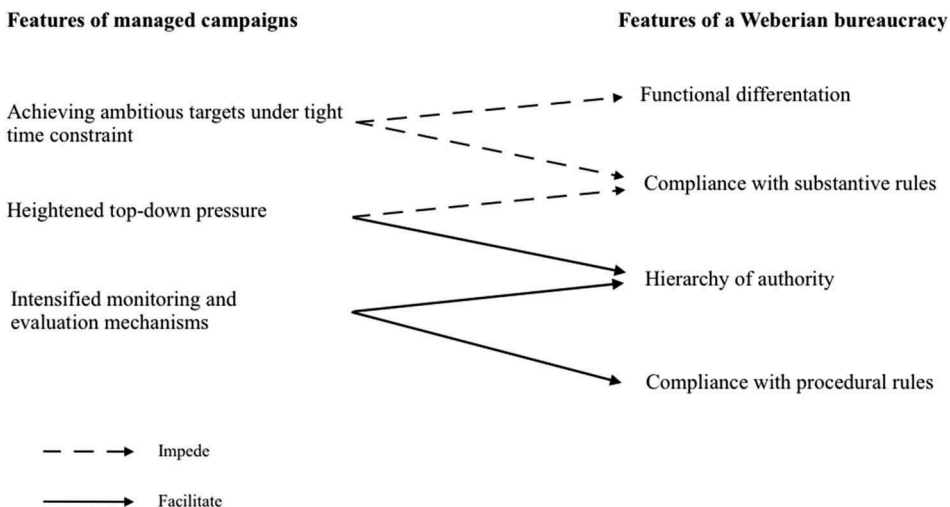 Features of managed campaigns
Features of a Weberian bureaucracy
Achieving ambitious targets under tight
time constraint
Functional differentation
Compliance with substantive rules
Heightened top-down pressure
Hierarchy of authority
Intensified monitoring and
evaluation mechanisms
Compliance with procedural rules
Impede
Facilitate